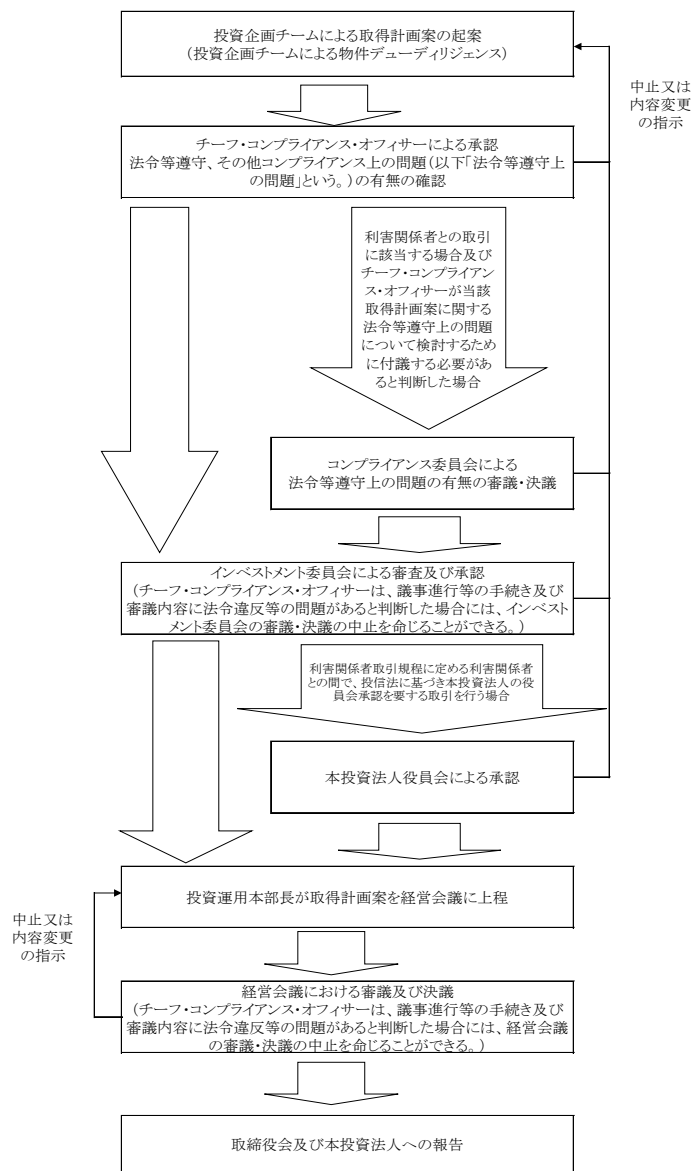 投資企画チームによる取得計画案の起案
(投資企画チームによる物件デューディリジェンス)
中止又は
内容変更
の指示
チーフ・コンプライアンス・オフィサーによる承認
法令等遵守、その他コンプライアンス上の問題(以下「法令等遵守上
の問題」という。)の有無の確認
利害関係者との取引
に該当する場合及び
チーフ・コンプライアン
ス・オフィサーが当該
取得計画案に関する
法令等遵守上の問題
について検討するため
に付議する必要があ
ると判断した場合
コンプライアンス委員会による
法令等遵守上の問題の有無の審議・決議
インベストメント委員会による審査及び承認
(チーフ・コンプライアンス・オフィサーは、議事進行等の手続き及び
審議内容に法令違反等の問題があると判断した場合には、インベスト
メント委員会の審議・決議の中止を命じることができる。)
利害関係者取引規程に定める利害関係者
との間で、投信法に基づき本投資法人の役
員会承認を要する取引を行う場合
本投資法人役員会による承認
投資運用本部長が取得計画案を経営会議に上程
中止又は
内容変更
の指示
経営会議における審議及び決議
(チーフ・コンプライアンス・オフィサーは、議事進行等の手続き及び
審議内容に法令違反等の問題があると判断した場合には、経営会議
の審議・決議の中止を命じることができる。)
取締役会及び本投資法人への報告